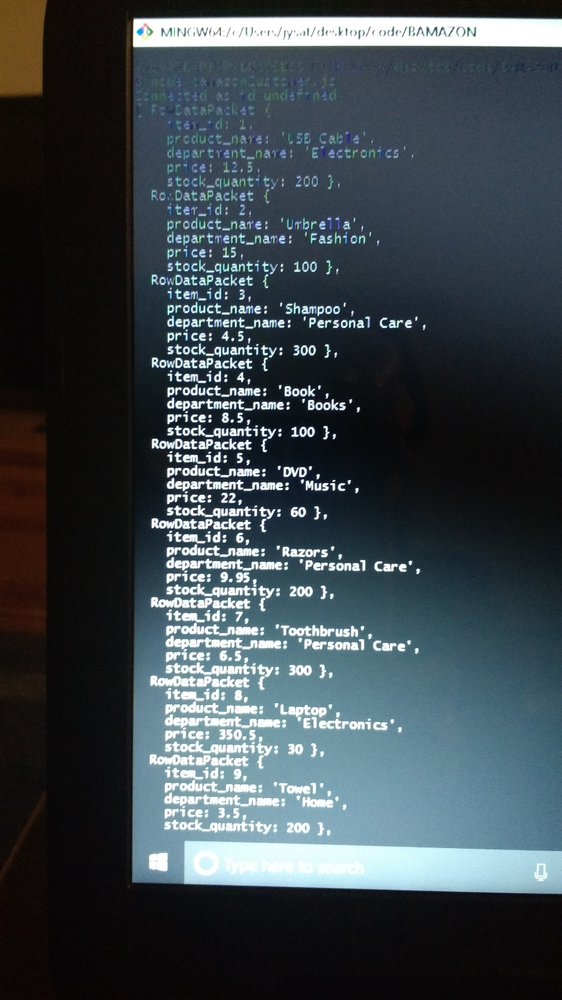 MINGW64:/c/Users/jysat/desktop/code/BAMAZON
$ node bamazonCustomer.js
Connected as id undefined
[ RowDataPacket {
item_id: 1,
product_name: 'USB Cable',
department_name: 'Electronics',
price: 12.5,
stock_quantity: 200 },
RowDataPacket {
item_id: 2,
product_name: 'Umbrella',
department_name: 'Fashion',
price: 15,
stock_quantity: 100 },
RowDataPacket {
item_id: 3,
product_name: 'Shampoo',
department_name: 'Personal Care',
price: 4.5,
stock_quantity: 300 },
RowDataPacket {
item_id: 4,
product_name: 'Book',
department_name: 'Books',
price: 8.5,
stock_quantity: 100 },
RowDataPacket {
item_id: 5,
product_name: 'DVD',
department_name: 'Music',
price: 22,
stock_quantity: 60 },
RowDataPacket {
item_id: 6,
product_name: 'Razors',
department_name: 'Personal Care',
price: 9.95,
stock_quantity: 200 },
RowDataPacket {
item_id: 7,
product_name: 'Toothbrush',
department_name: 'Personal Care',
price: 6.5,
stock_quantity: 300 },
RowDataPacket {
item_id: 8,
product_name: 'Laptop',
department_name: 'Electronics',
price: 350.5,
stock_quantity: 30 },
RowDataPacket {
item_id: 9,
product_name: 'Towel',
department_name: 'Home',
price: 3.5,
stock_quantity: 200 },
Type here to search